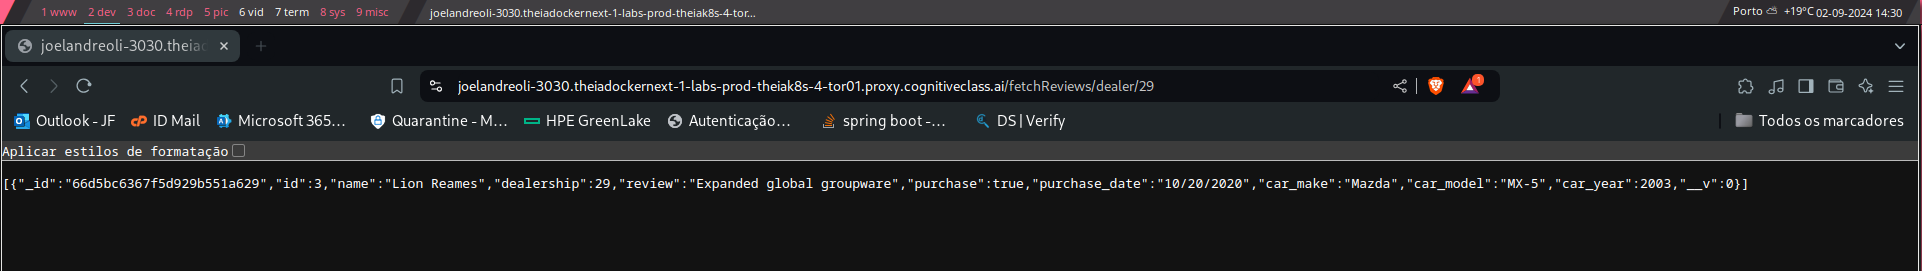 1 www 2 dev 3 doc 4 rdp 5 pic 6 vid 7 term 8 sys 9 misc joelandreoli-3030.theiadockernext-1-labs-prod-theiak8s-4-tor... Porto +19°C 02-09-2024 14:30
joelandreoli-3030.theia
joelandreoli-3030.theiadockernext-1-labs-prod-theiak8s-4-tor01.proxy.cognitiveclass.ai/fetchReviews/dealer/29 1
Outlook - JF ID Mail Microsoft 365... Quarantine - M... HPE GreenLake Autenticação... spring boot -... DS | Verify Todos os marcadores
Aplicar estilos de formatação
[{"_id":"66d5bc6367f5d929b551a629","id":3,"name":"Lion Reames","dealership":29,"review":"Expanded global groupware","purchase":true,"purchase_date":"10/20/2020","car_make":"Mazda","car_model":"MX-5","car_year":2003,"__v":0}]